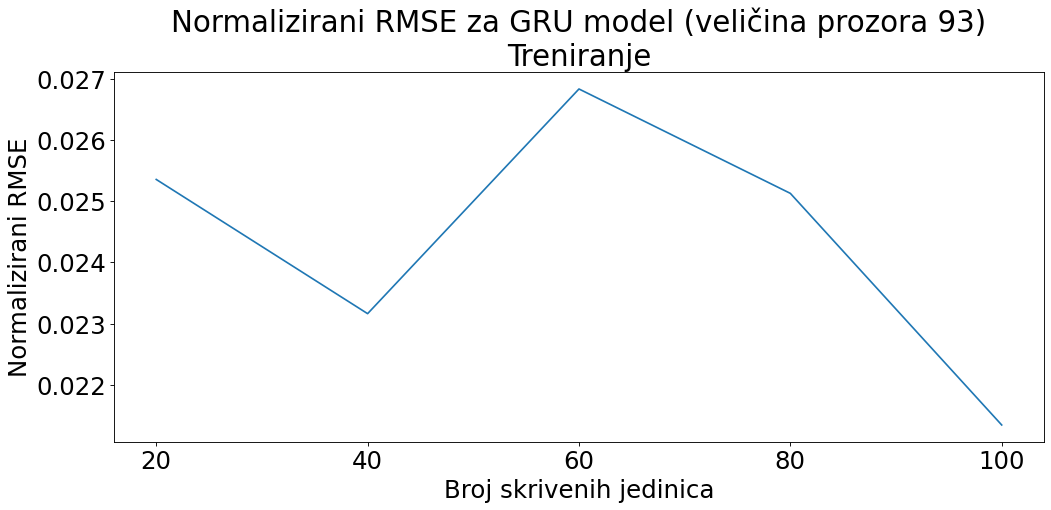 Normalizirani RMSE za GRU model (veličina prozora 93)
Treniranje
Normalizirani RMSE
0.027
0.026
0.025
0.024
0.023
0.022
20 40 60 80 100
Broj skrivenih jedinica